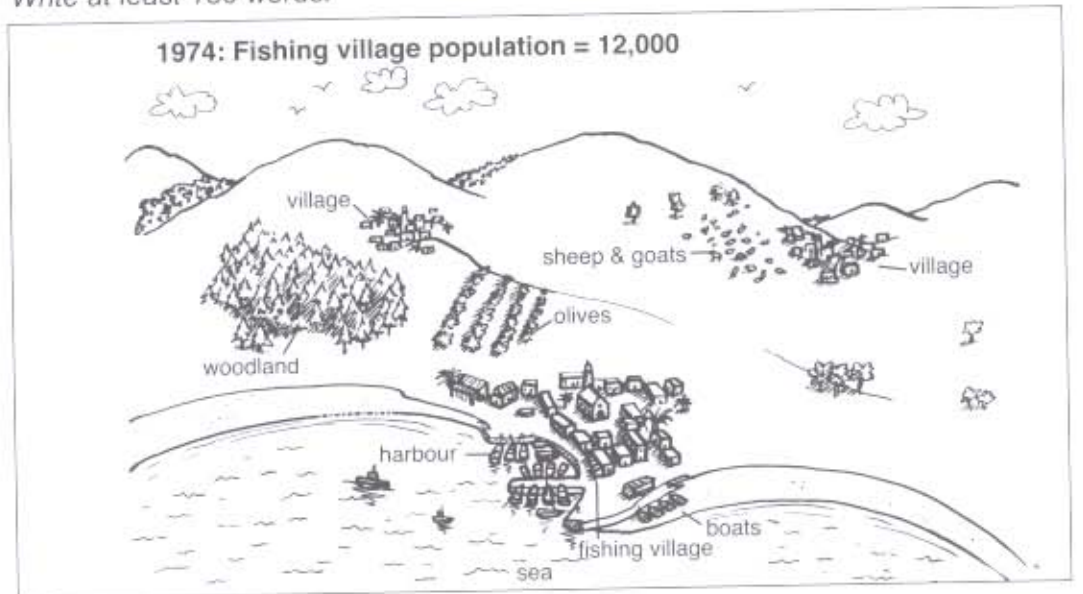 Write at least 150 words.
1974: Fishing village population = 12,000
village
sheep & goats
village
olives
woodland
harbour
boats
fishing village
sea